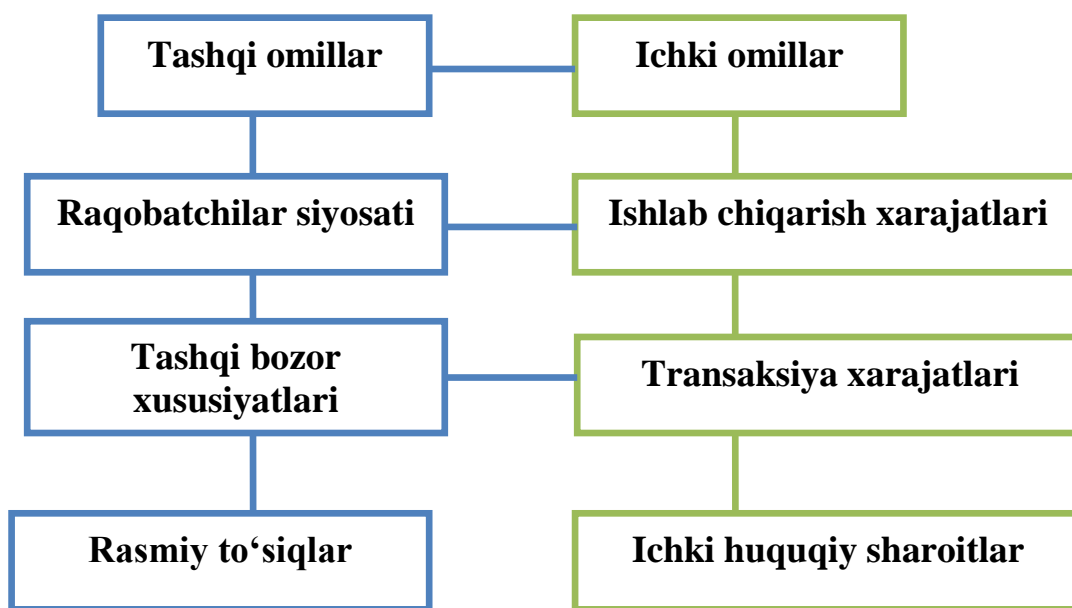 Tashqi omillar
Ichki omillar
Raqobatchilar siyosati
Ishlab chiqarish xarajatlari
Tashqi bozor
xususiyatlari
Transaksiya xarajatlari
Rasmiy to‘siqlar
Ichki huquqiy sharoitlar